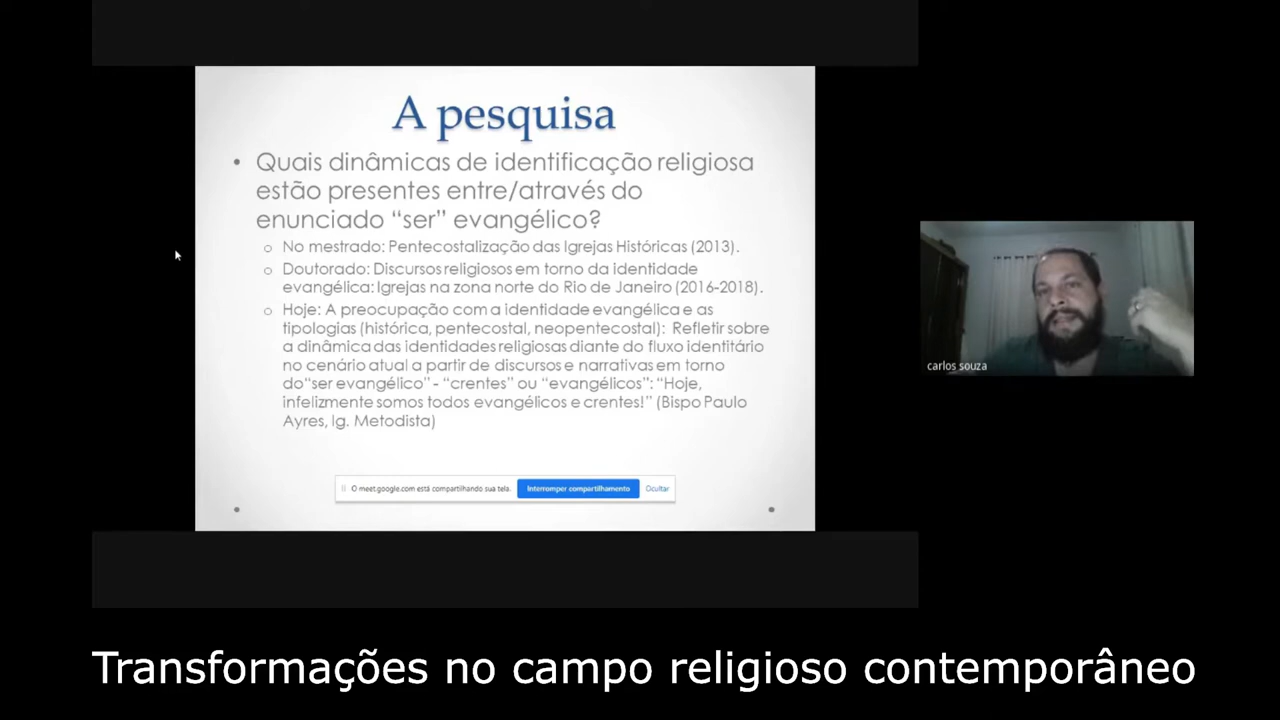 A pesquisa
• Quais dinâmicas de identificação religiosa
estão presentes entre/através do
enunciado “ser” evangélico?
o No mestrado: Pentecostalização das Igrejas Históricas (2013).
o Doutorado: Discursos religiosos em torno da identidade
evangélica: Igrejas na zona norte do Rio de Janeiro (2016-2018).
o Hoje: A preocupação com a identidade evangélica e as
tipologias (histórica, pentecostal, neopentecostal): Refletir sobre
a dinâmica das identidades religiosas diante do fluxo identitário
no cenário atual a partir de discursos e narrativas em torno
do“ser evangélico” - “crentes” ou “evangélicos”: “Hoje,
infelizmente somos todos evangélicos e crentes!” (Bispo Paulo
Ayres, Ig. Metodista)
O meet.google.com está compartilhando sua tela. Interromper compartilhamento Ocultar
carlos souza
Transformações no campo religioso contemporâneo